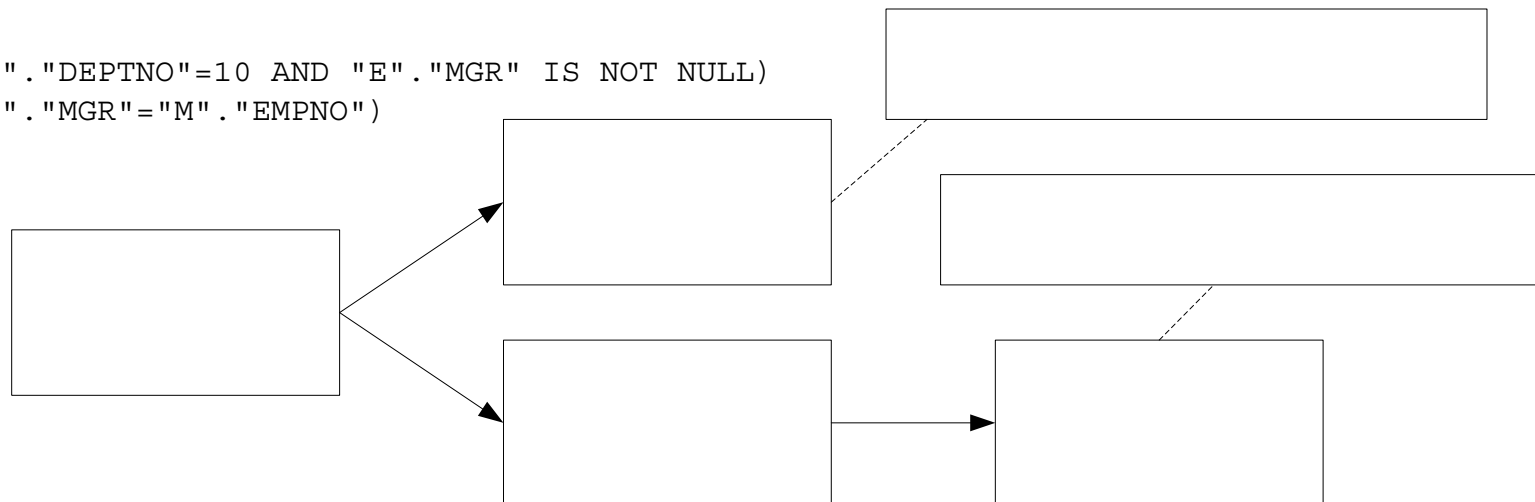 "."DEPTNO"=10 AND "E"."MGR" IS NOT NULL)
"."MGR"="M"."EMPNO")